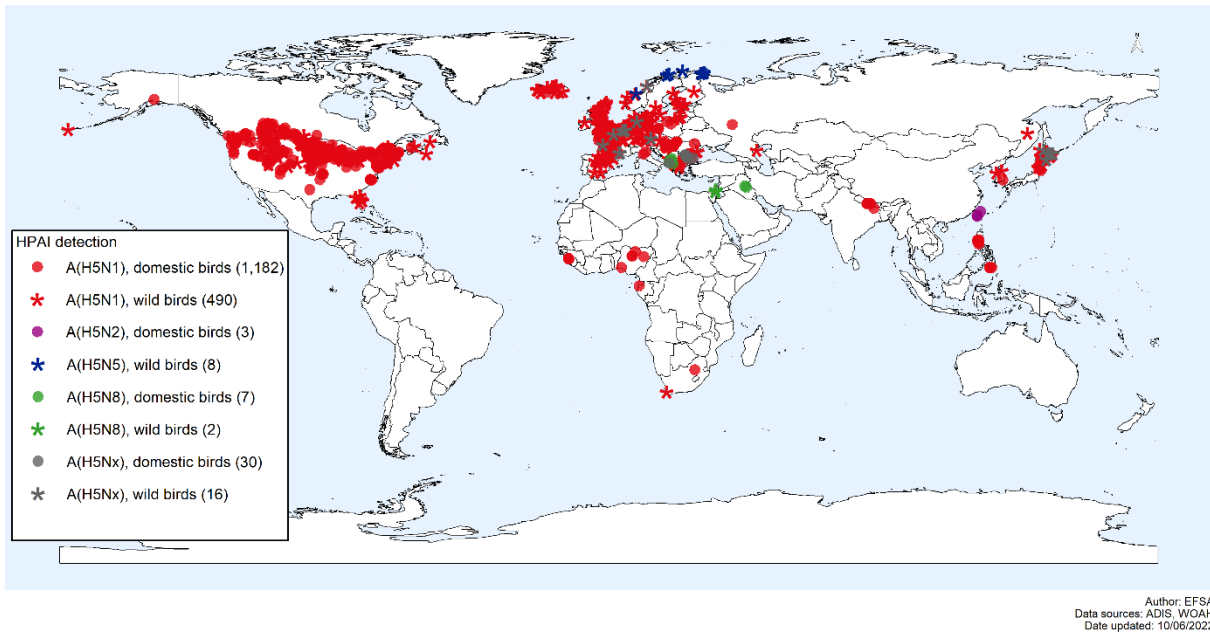 HPAI detection
A(H5N1), domestic birds (1,182)
A(H5N1), wild birds (490)
A(H5N2), domestic birds (3)
A(H5N5), wild birds (8)
A(H5N8), domestic birds (7)
A(H5N8), wild birds (2)
A(H5Nx), domestic birds (30)
A(H5Nx), wild birds (16)
Author: EFSA
Data sources: ADIS, WOAH
Date updated: 10/06/2022